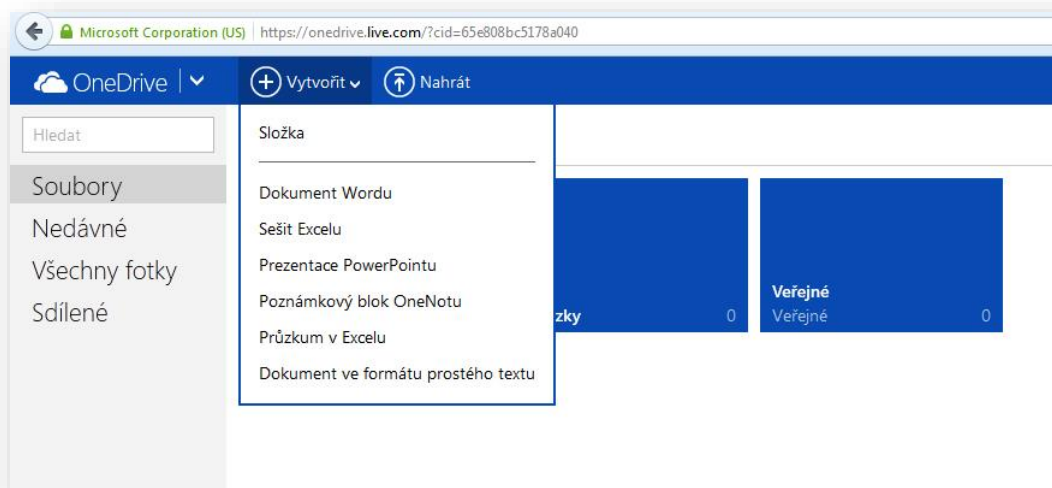 Microsoft Corporation (US) https://onedrive.live.com/?cid=65e808bc5178a040
OneDrive Vytvořit Nahrát
Hledat
Soubory
Nedávné
Všechny fotky
Sdílené
Složka
Dokument Wordu
Sešit Excelu
Prezentace PowerPointu
Poznámkový blok OneNotu
Průzkum v Excelu
Dokument ve formátu prostého textu
zky 0
Veřejné
Veřejné 0